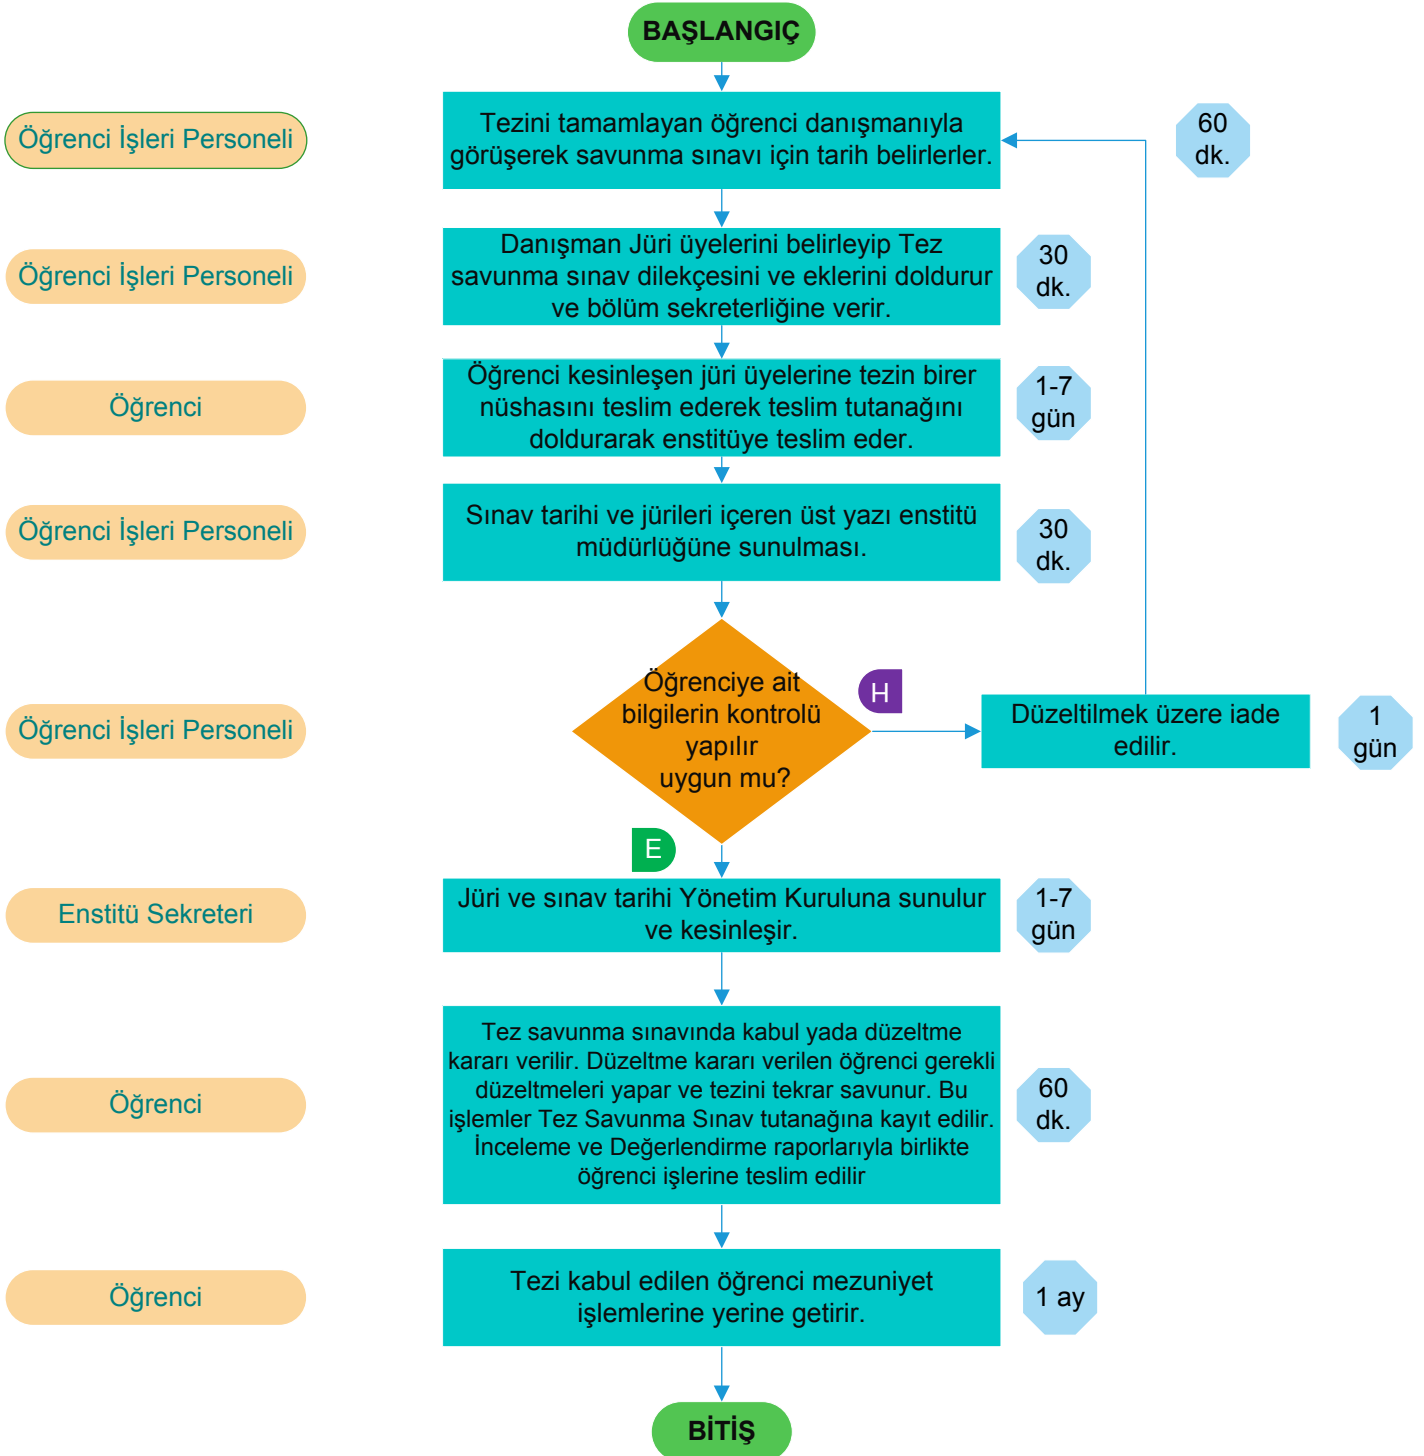 BAŞLANGIÇ
Öğrenci İşleri Personeli
Tezini tamamlayan öğrenci danışmanıyla
görüşerek savunma sınavı için tarih belirlerler.
60
dk.
Öğrenci İşleri Personeli
Danışman Jüri üyelerini belirleyip Tez
savunma sınav dilekçesini ve eklerini doldurur
ve bölüm sekreterliğine verir.
30
dk.
Öğrenci
Öğrenci kesinleşen jüri üyelerine tezin birer
nüshasını teslim ederek teslim tutanağını
doldurarak enstitüye teslim eder.
1-7
gün
Öğrenci İşleri Personeli
Sınav tarihi ve jürileri içeren üst yazı enstitü
müdürlüğüne sunulması.
30
dk.
Öğrenci İşleri Personeli
Öğrenciye ait
bilgilerin kontrolü
yapılır
uygun mu?
H
Düzeltilmek üzere iade
edilir.
1
gün
E
Enstitü Sekreteri
Jüri ve sınav tarihi Yönetim Kuruluna sunulur
ve kesinleşir.
1-7
gün
Öğrenci
Tez savunma sınavında kabul yada düzeltme
kararı verilir. Düzeltme kararı verilen öğrenci gerekli
düzeltmeleri yapar ve tezini tekrar savunur. Bu
işlemler Tez Savunma Sınav tutanağına kayıt edilir.
İnceleme ve Değerlendirme raporlarıyla birlikte
öğrenci işlerine teslim edilir
60
dk.
Öğrenci
Tezi kabul edilen öğrenci mezuniyet
işlemlerine yerine getirir.
1 ay
BİTİŞ